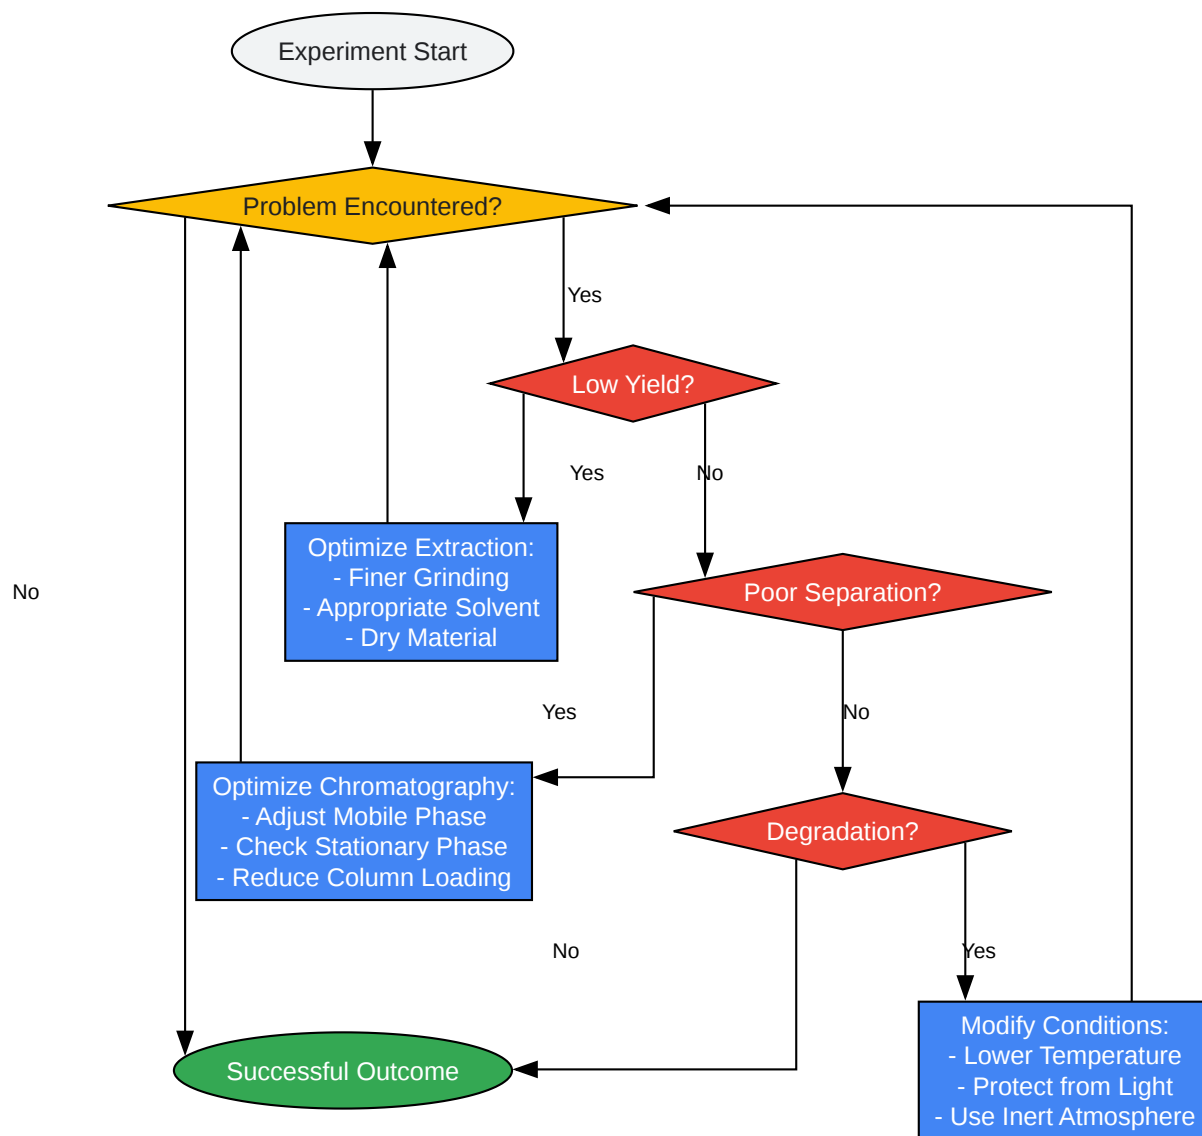 Experiment Start
Problem Encountered?
Yes
Low Yield?
Yes
No
Optimize Extraction:
- Finer Grinding
- Appropriate Solvent
- Dry Material
No
Poor Separation?
Yes
No
Optimize Chromatography:
- Adjust Mobile Phase
- Check Stationary Phase
- Reduce Column Loading
Degradation?
No
Yes
Successful Outcome
Modify Conditions:
- Lower Temperature
- Protect from Light
- Use Inert Atmosphere